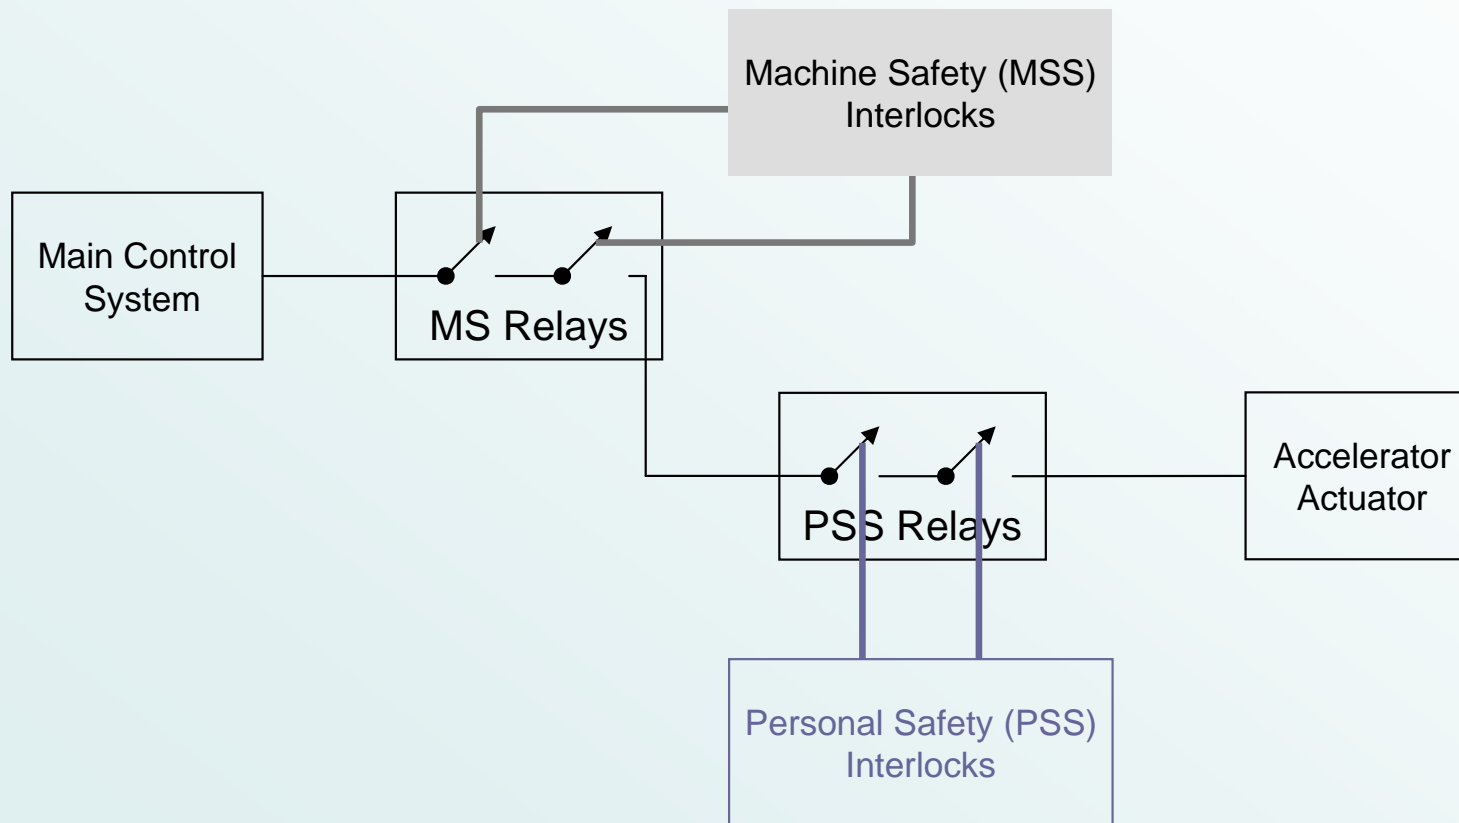 Machine Safety (MSS)
Interlocks
Main Control
System
MS Relays
Accelerator
Actuator
PSS Relays
Personal Safety (PSS)
Interlocks